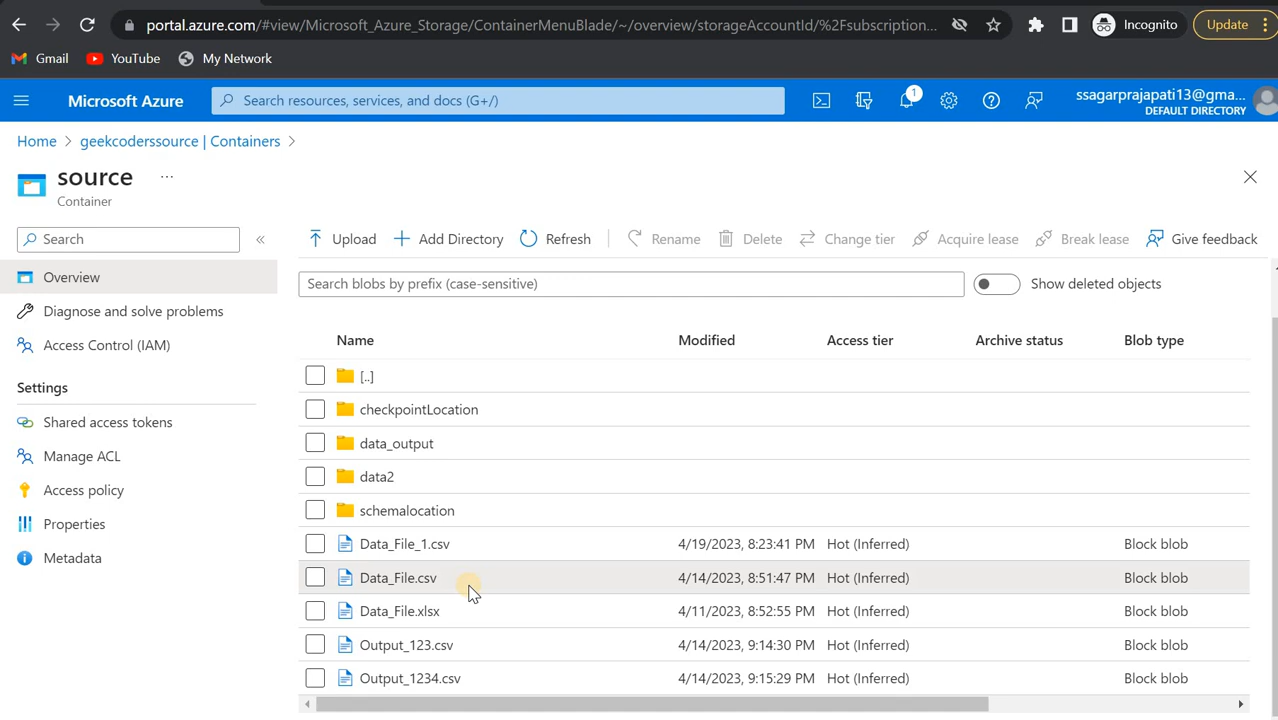 portal.azure.com/#view/Microsoft_Azure_Storage/ContainerMenuBlade/~/overview/storageAccountId/%2Fsubscription...
Incognito
Update
Gmail
YouTube
My Network
Microsoft Azure
Search resources, services, and docs (G+/)
1
ssagarprajapati13@gma...
DEFAULT DIRECTORY
Home > geekcoderssource | Containers >
source ...
Container
Search
«
Overview
Diagnose and solve problems
Access Control (IAM)
Settings
Shared access tokens
Manage ACL
Access policy
Properties
Metadata
Upload Add Directory Refresh Rename Delete Change tier Acquire lease Break lease Give feedback
Search blobs by prefix (case-sensitive) Show deleted objects
Name Modified Access tier Archive status Blob type
[..]
checkpointLocation
data_output
data2
schemalocation
Data_File_1.csv 4/19/2023, 8:23:41 PM Hot (Inferred) Block blob
Data_File.csv 4/14/2023, 8:51:47 PM Hot (Inferred) Block blob
Data_File.xlsx 4/11/2023, 8:52:55 PM Hot (Inferred) Block blob
Output_123.csv 4/14/2023, 9:14:30 PM Hot (Inferred) Block blob
Output_1234.csv 4/14/2023, 9:15:29 PM Hot (Inferred) Block blob